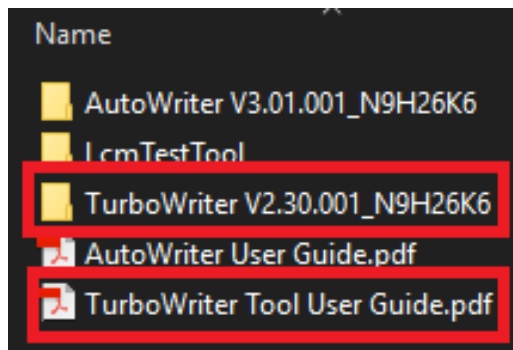 Name
AutoWriter V3.01.001_N9H26K6
LcmTestTool
TurboWriter V2.30.001_N9H26K6
AutoWriter User Guide.pdf
TurboWriter Tool User Guide.pdf